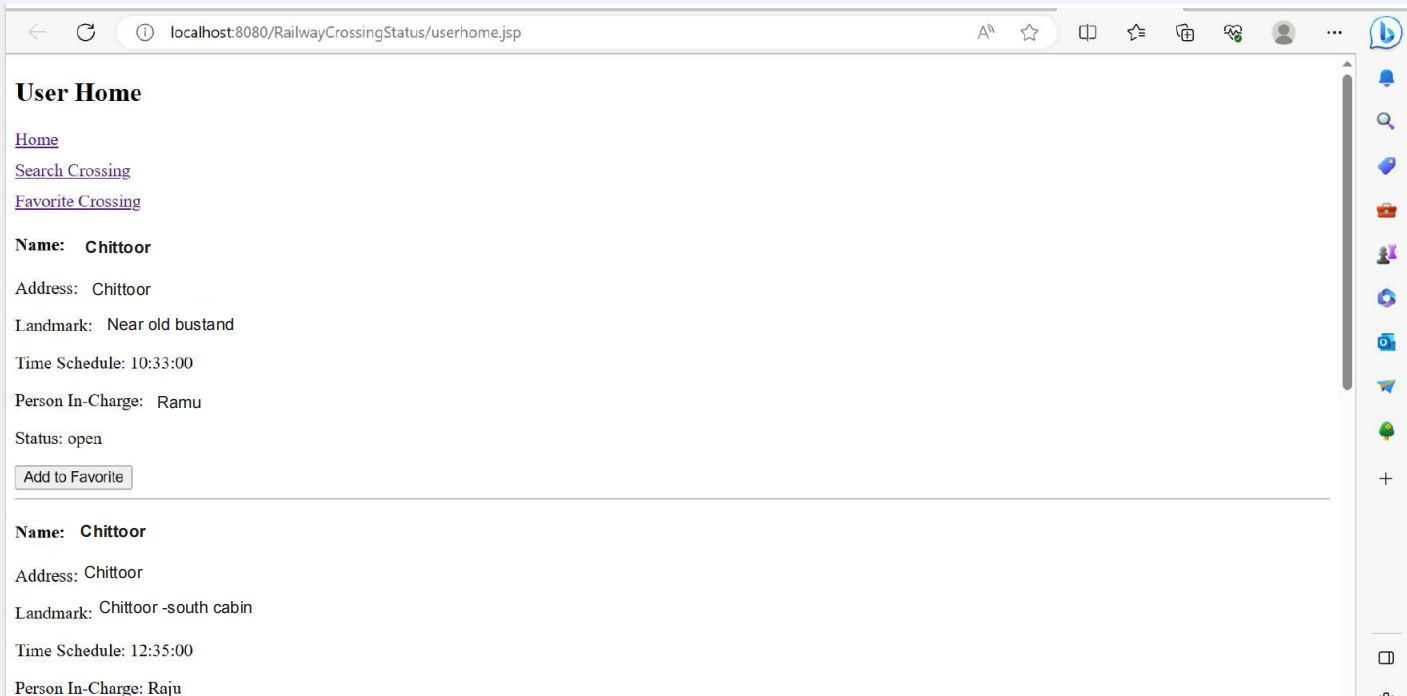 localhost:8080/RailwayCrossingStatus/userhome.jsp
User Home
Home
Search Crossing
Favorite Crossing
Name: Chittoor
Address: Chittoor
Landmark: Near old bustand
Time Schedule: 10:33:00
Person In-Charge: Ramu
Status: open
Add to Favorite
Name: Chittoor
Address: Chittoor
Landmark: Chittoor -south cabin
Time Schedule: 12:35:00
Person In-Charge: Raju